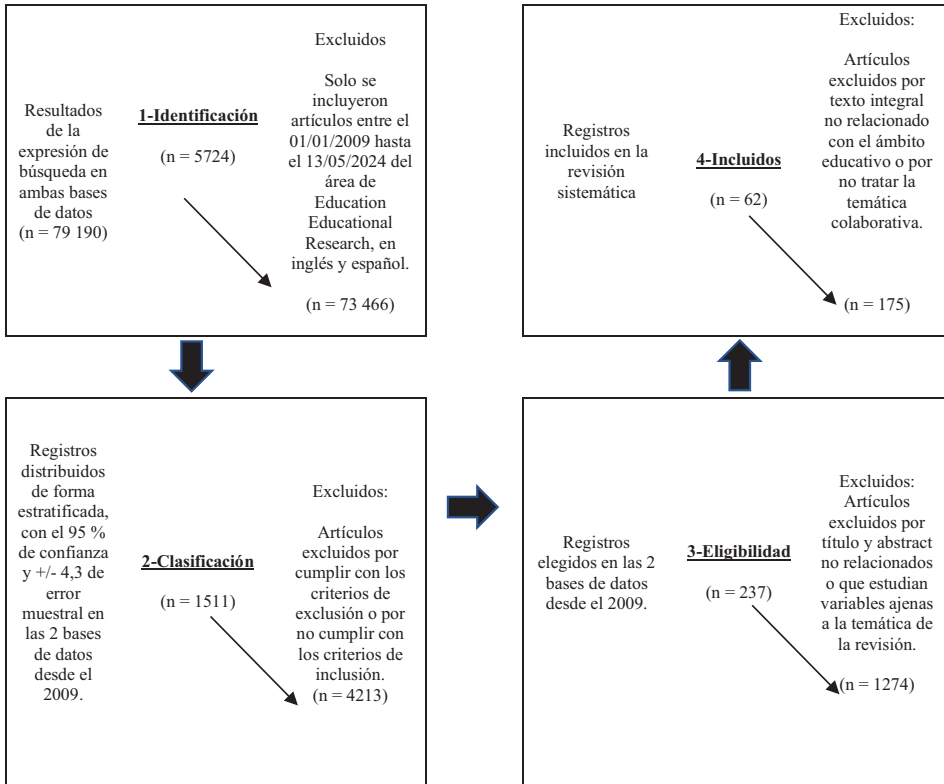 Resultados
de la
expresión de
búsqueda en
ambas bases
de datos
(n = 79 190)
1-Identificación
(n = 5724)
Excluidos
Solo se
incluyeron
artículos entre el
01/01/2009 hasta
el 13/05/2024 del
área de
Education
Educational
Research, en
inglés y español.
(n = 73 466)
Registros
distribuidos
de forma
estratificada,
con el 95 %
de confianza
y +/- 4,3 de
error
muestral en
las 2 bases
de datos
desde el
2009.
2-Clasificación
(n = 1511)
Excluidos:
Artículos
excluidos por
cumplir con los
criterios de
exclusión o por
no cumplir con
los criterios de
inclusión.
(n = 4213)
Registros
elegidos en las 2
bases de datos
desde el 2009.
3-Eligibilidad
(n = 237)
Excluidos:
Artículos
excluidos por
título y abstract
no relacionados
o que estudian
variables ajenas
a la temática de
la revisión.
(n = 1274)
Registros
incluidos en la
revisión
sistemática
4-Incluidos
(n = 62)
Excluidos:
Artículos
excluidos por
texto integral
no relacionado
con el ámbito
educativo o por
no tratar la
temática
colaborativa.
(n = 175)